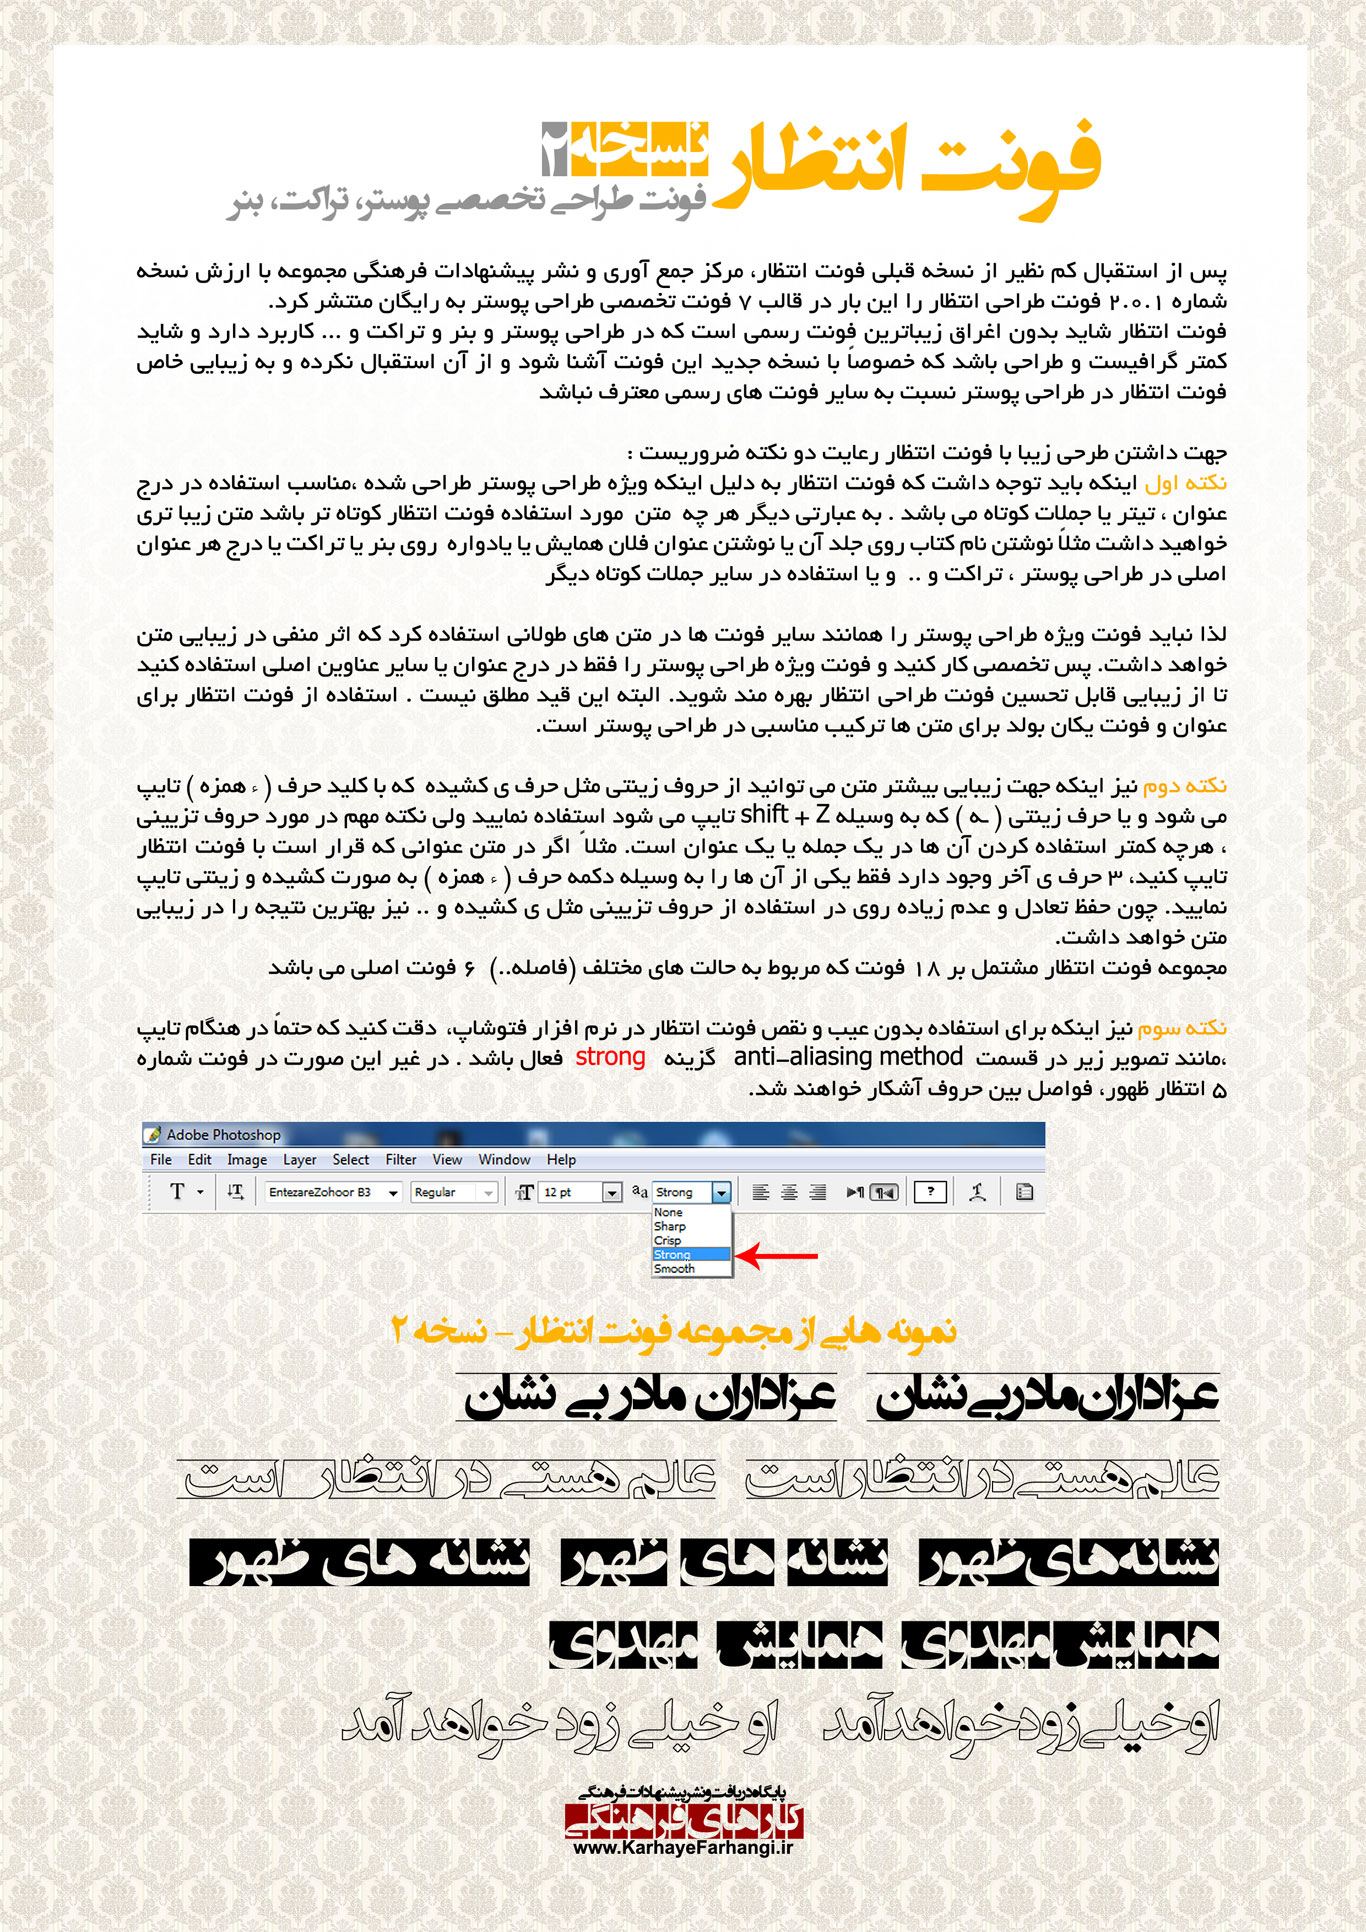 فونت انتظار نسخه ۲
فونت طراحی تخصصی پوستر، تراکت، بنر
پس از استقبال کم نظیر از نسخه قبلی فونت انتظار، مرکز جمع آوری و نشر پیشنهادات فرهنگی مجموعه با ارزش نسخه
شماره ۲.۰.۱ فونت طراحی انتظار را این بار در قالب ۷ فونت تخصصی طراحی پوستر به رایگان منتشر کرد.
فونت انتظار شاید بدون اغراق زیباترین فونت رسمی است که در طراحی پوستر و بنر و تراکت و ... کاربرد دارد و شاید
کمتر گرافیست و طراحی باشد که خصوصاً با نسخه جدید این فونت آشنا شود و از آن استقبال نکرده و به زیبایی خاص
فونت انتظار در طراحی پوستر نسبت به سایر فونت های رسمی معترف نباشد
جهت داشتن طرحی زیبا با فونت انتظار رعایت دو نکته ضروریست :
نکته اول اینکه باید توجه داشت که فونت انتظار به دلیل اینکه ویژه طراحی پوستر طراحی شده ،مناسب استفاده در درج
عنوان ، تیتر یا جملات کوتاه می باشد . به عبارتی دیگر هر چه متن مورد استفاده فونت انتظار کوتاه تر باشد متن زیبا تری
خواهید داشت مثلاً نوشتن نام کتاب روی جلد آن یا نوشتن عنوان فلان همایش یا یادواره روی بنر یا تراکت یا درج هر عنوان
اصلی در طراحی پوستر ، تراکت و .. و یا استفاده در سایر جملات کوتاه دیگر
لذا نباید فونت ویژه طراحی پوستر را همانند سایر فونت ها در متن های طولانی استفاده کرد که اثر منفی در زیبایی متن
خواهد داشت. پس تخصصی کار کنید و فونت ویژه طراحی پوستر را فقط در درج عنوان یا سایر عناوین اصلی استفاده کنید
تا از زیبایی قابل تحسین فونت طراحی انتظار بهره مند شوید. البته این قید مطلق نیست . استفاده از فونت انتظار برای
عنوان و فونت یکان بولد برای متن ها ترکیب مناسبی در طراحی پوستر است.
نکته دوم نیز اینکه جهت زیبایی بیشتر متن می توانید از حروف زینتی مثل حرف ی کشیده که با کلید حرف ( ء همزه ) تایپ
می شود و یا حرف زینتی ( ـه ) که به وسیله shift + Z تایپ می شود استفاده نمایید ولی نکته مهم در مورد حروف تزیینی
، هرچه کمتر استفاده کردن آن ها در یک جمله یا یک عنوان است. مثلاً اگر در متن عنوانی که قرار است با فونت انتظار
تایپ کنید، ۳ حرف ی آخر وجود دارد فقط یکی از آن ها را به وسیله دکمه حرف ( ء همزه ) به صورت کشیده و زینتی تایپ
نمایید. چون حفظ تعادل و عدم زیاده روی در استفاده از حروف تزیینی مثل ی کشیده و .. نیز بهترین نتیجه را در زیبایی
متن خواهد داشت.
مجموعه فونت انتظار مشتمل بر ۱۸ فونت که مربوط به حالت های مختلف (فاصله..) ۶ فونت اصلی می باشد
نکته سوم نیز اینکه برای استفاده بدون عیب و نقص فونت انتظار در نرم افزار فتوشاپ، دقت کنید که حتماً در هنگام تایپ
،مانند تصویر زیر در قسمت anti-aliasing method گزینه strong فعال باشد . در غیر این صورت در فونت شماره
۵ انتظار ظهور، فواصل بین حروف آشکار خواهند شد.
Adobe Photoshop
File Edit Image Layer Select Filter View Window Help
T EntezareZohoor B3 Regular 12 pt aa Strong ?
None
Sharp
Crisp
Strong
Smooth
نمونه هایی از مجموعه فونت انتظار – نسخه ۲
عزاداران مادر بی نشان عزاداران مادر بی نشان
عالم هستی در انتظار است عالم هستی در انتظار است
نشانه های ظهور نشانه های ظهور نشانه های ظهور
همایش مهدوی همایش مهدوی
او خیلی زود خواهد آمد او خیلی زود خواهد آمد
پایگاه دریافت و نشر پیشنهادات فرهنگی
کارهای فرهنگی
www.KarhayeFarhangi.ir